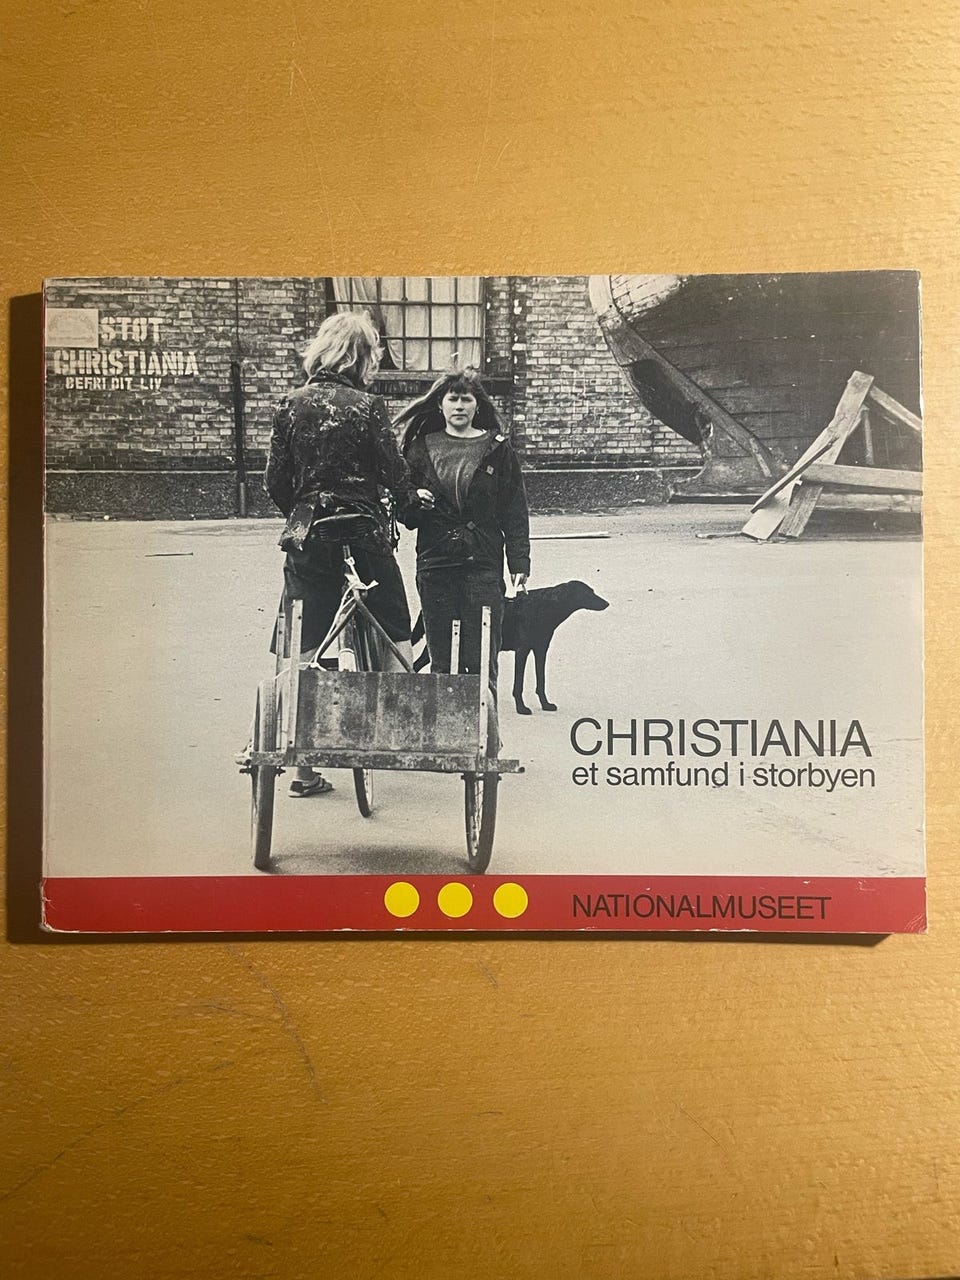 STØT
CHRISTIANIA
BEFRI DIT LIV
CHRISTIANIA
et samfund i storbyen
NATIONALMUSEET